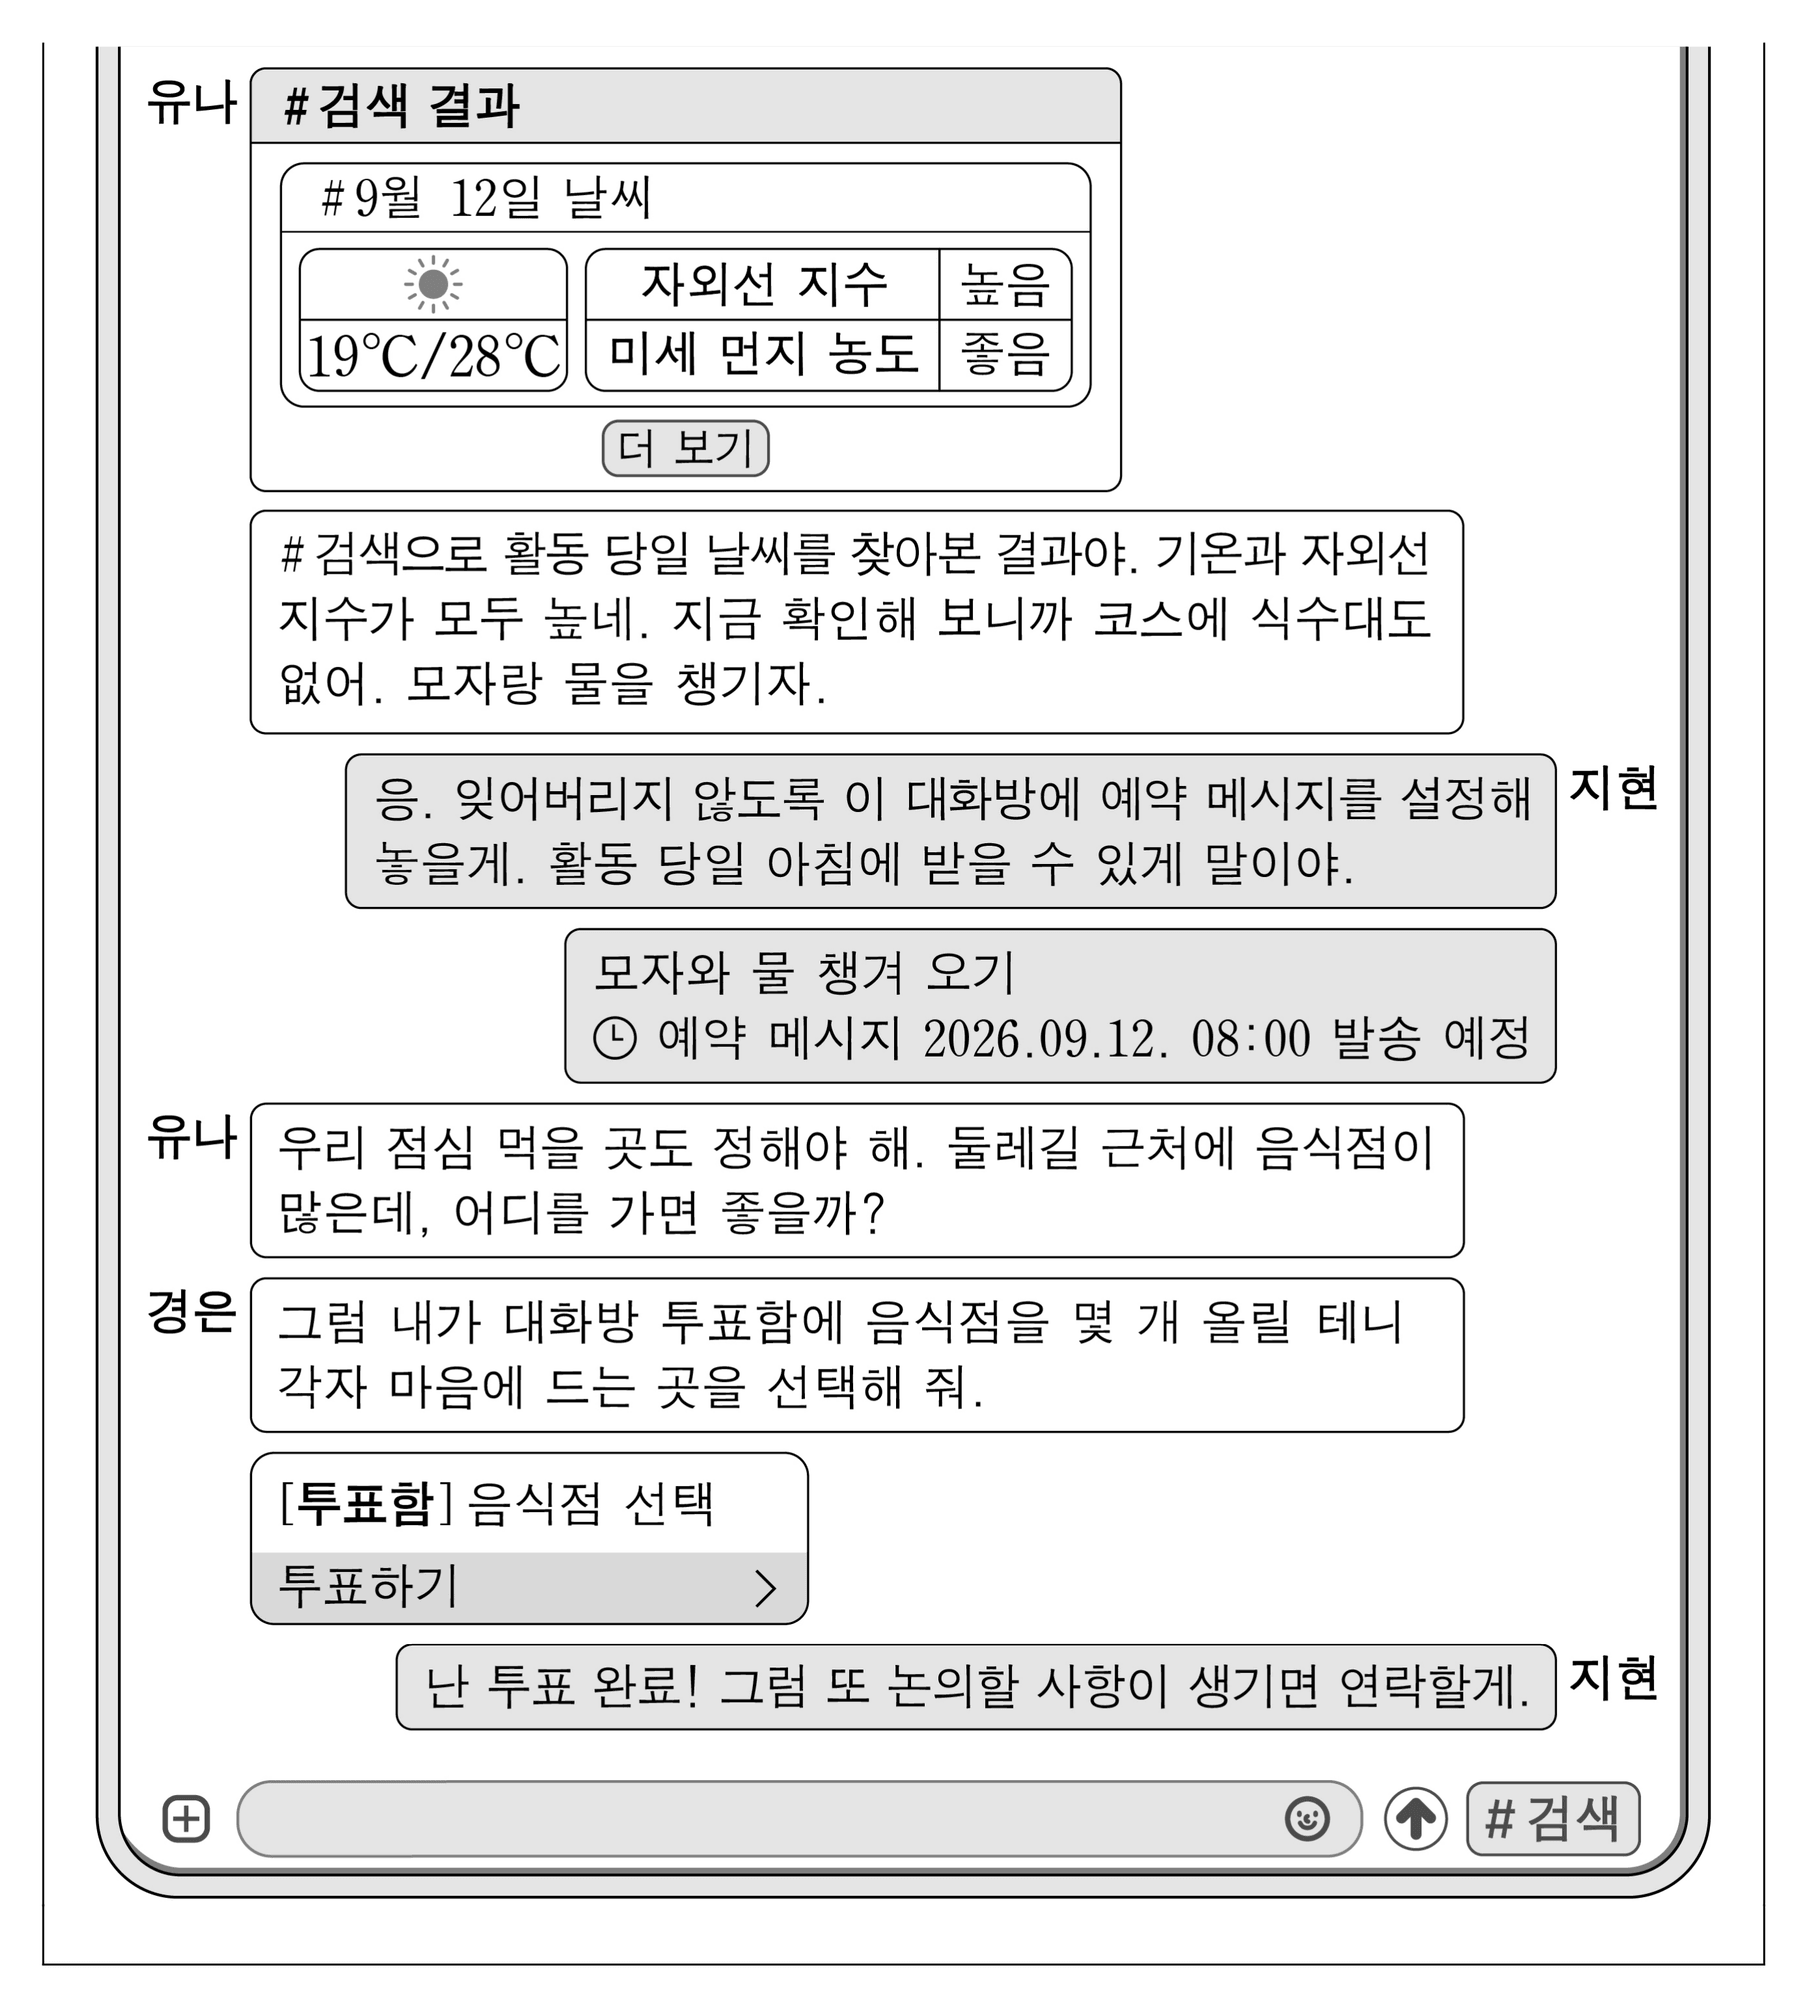 유나
#검색 결과
#9월 12일 날씨
자외선 지수 높음
19℃/28℃ 미세 먼지 농도 좋음
더 보기
#검색으로 활동 당일 날씨를 찾아본 결과야. 기온과 자외선
지수가 모두 높네. 지금 확인해 보니까 코스에 식수대도
없어. 모자랑 물을 챙기자.
지현
응. 잊어버리지 않도록 이 대화방에 예약 메시지를 설정해
놓을게. 활동 당일 아침에 받을 수 있게 말이야.
모자와 물 챙겨 오기
예약 메시지 2026.09.12. 08:00 발송 예정
유나
우리 점심 먹을 곳도 정해야 해. 둘레길 근처에 음식점이
많은데, 어디를 가면 좋을까?
경은
그럼 내가 대화방 투표함에 음식점을 몇 개 올릴 테니
각자 마음에 드는 곳을 선택해 줘.
[투표함] 음식점 선택
투표하기 >
지현
난 투표 완료! 그럼 또 논의할 사항이 생기면 연락할게.
#검색